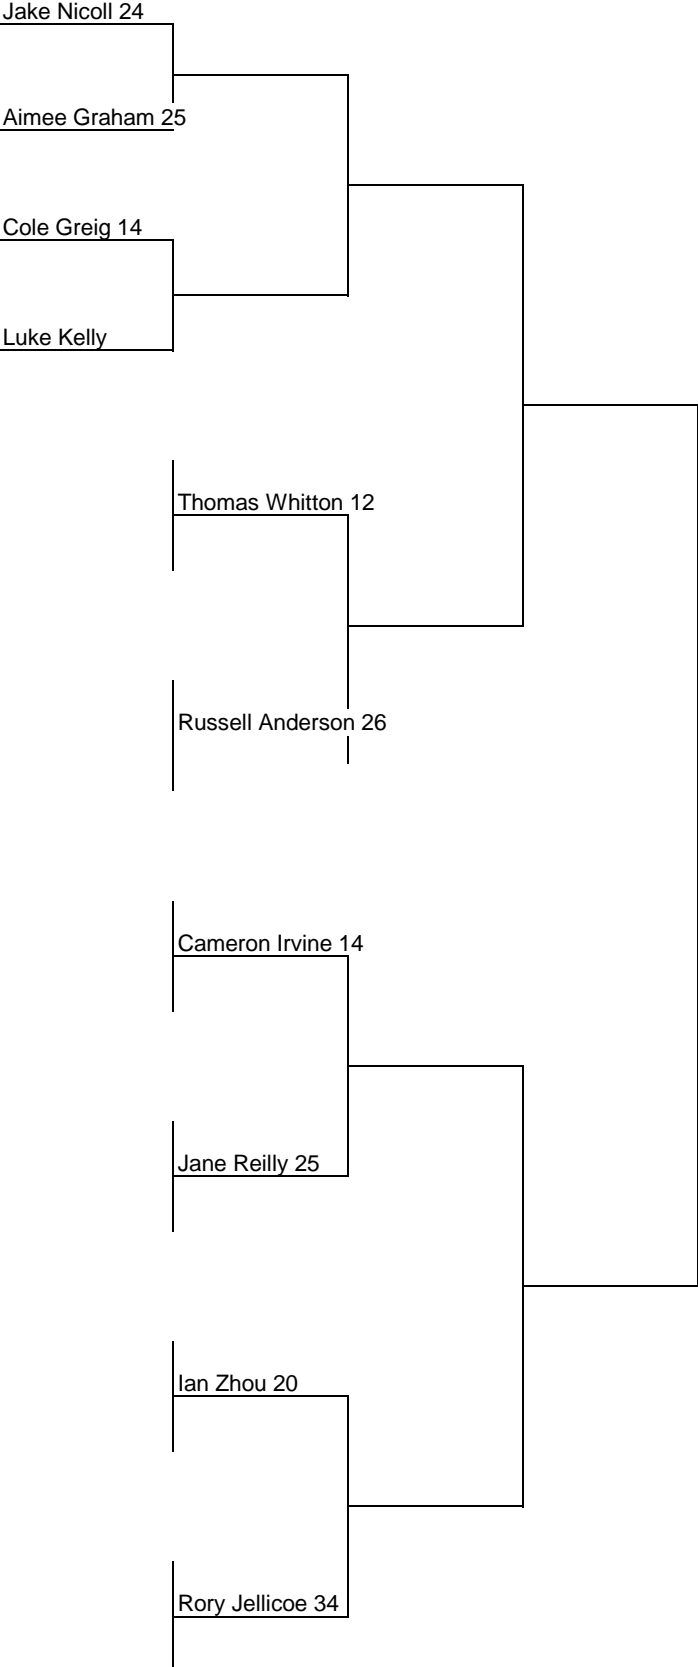 Jake Nicoll 24
Aimee Graham 25
Cole Greig 14
Luke Kelly
Thomas Whitton 12
Russell Anderson 26
Cameron Irvine 14
Jane Reilly 25
Ian Zhou 20
Rory Jellicoe 34